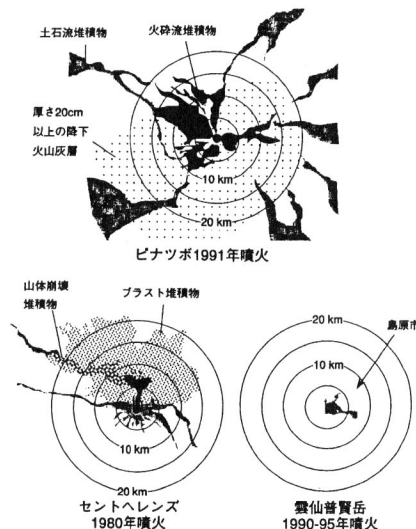 土石流堆積物
火砕流堆積物
厚さ20cm
以上の降下
火山灰層
10 km
20 km
ピナツボ1991年噴火
山体崩壊
堆積物
ブラスト堆積物
10 km
20 km
セントヘレンズ
1980年噴火
20 km
島原市
10 km
雲仙普賢岳
1990-95年噴火